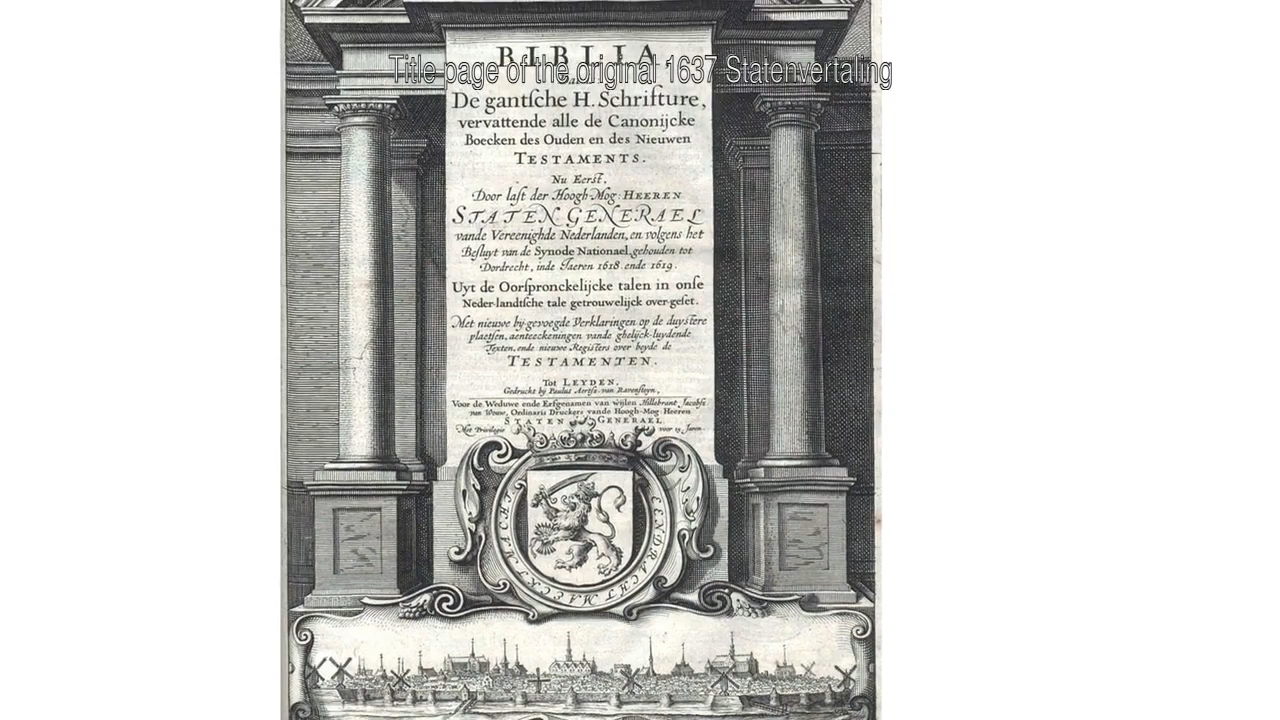 BIBLIA,
Title page of the original 1637 Statenvertaling
De gantſche H. Schrifture,
vervattende alle de Canonijcke
Boecken des Ouden en des Nieuwen
TESTAMENTS.
Nu Eerst,
Door laſt der Hoogh-Mog: HEEREN
STATEN GENERAEL
vande Vereenighde Nederlanden, en volgens het
Beſluyt van de Synode Nationael, gehouden tot
Dordrecht, inde Iaeren 1618 ende 1619.
Uyt de Oorſpronckelijcke talen in onſe
Neder-landtſche tale getrouwelijck over-geſet.
Met nieuwe by-gevoegde Verklaringen op de duystere
plaetſen, aenteeckeningen vande ghelijck-luydende
Texten, ende nieuwe Registers over beyde de
TESTAMENTEN.
Tot LEYDEN,
Gedruckt by Paulus Aertſz. van Ravensteyn,
Voor de Weduwe ende Erfgenamen van wijlen Hillebrant Jacobſz
van Wouw, Ordinaris Druckers vande Hoogh-Mog: Heeren
STATEN GENERAEL
Met Privilegie voor 15 Jaren
EENDRACHT MAECKT MACHT